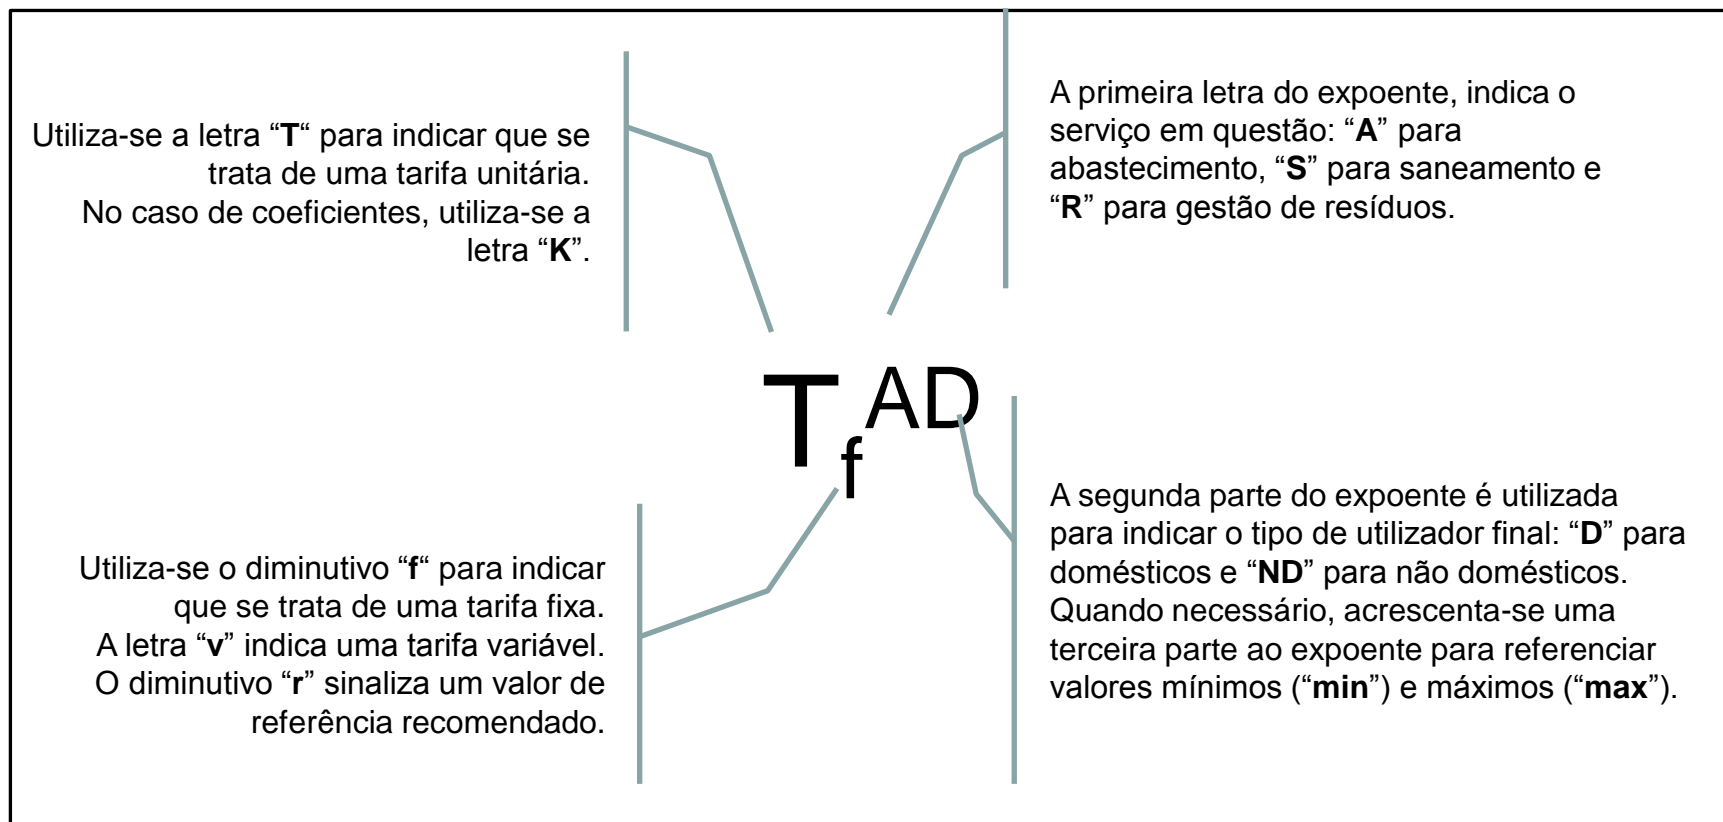 Utiliza-se a letra “T“ para indicar que se
trata de uma tarifa unitária.
No caso de coeficientes, utiliza-se a
letra “K”.
A primeira letra do expoente, indica o
serviço em questão: “A” para
abastecimento, “S” para saneamento e
“R” para gestão de resíduos.
T f AD
Utiliza-se o diminutivo “f“ para indicar
que se trata de uma tarifa fixa.
A letra “v” indica uma tarifa variável.
O diminutivo “r” sinaliza um valor de
referência recomendado.
A segunda parte do expoente é utilizada
para indicar o tipo de utilizador final: “D” para
domésticos e “ND” para não domésticos.
Quando necessário, acrescenta-se uma
terceira parte ao expoente para referenciar
valores mínimos (“min”) e máximos (“max”).